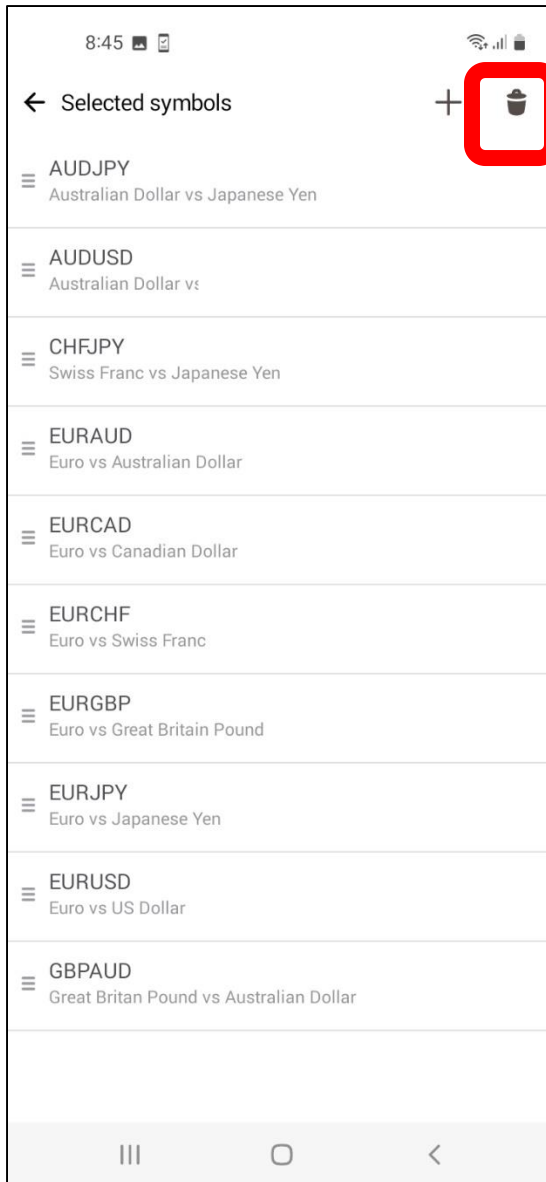 8:45
Selected symbols
AUDJPY
Australian Dollar vs Japanese Yen
AUDUSD
Australian Dollar vs
CHFJPY
Swiss Franc vs Japanese Yen
EURAUD
Euro vs Australian Dollar
EURCAD
Euro vs Canadian Dollar
EURCHF
Euro vs Swiss Franc
EURGBP
Euro vs Great Britain Pound
EURJPY
Euro vs Japanese Yen
EURUSD
Euro vs US Dollar
GBPAUD
Great Britan Pound vs Australian Dollar